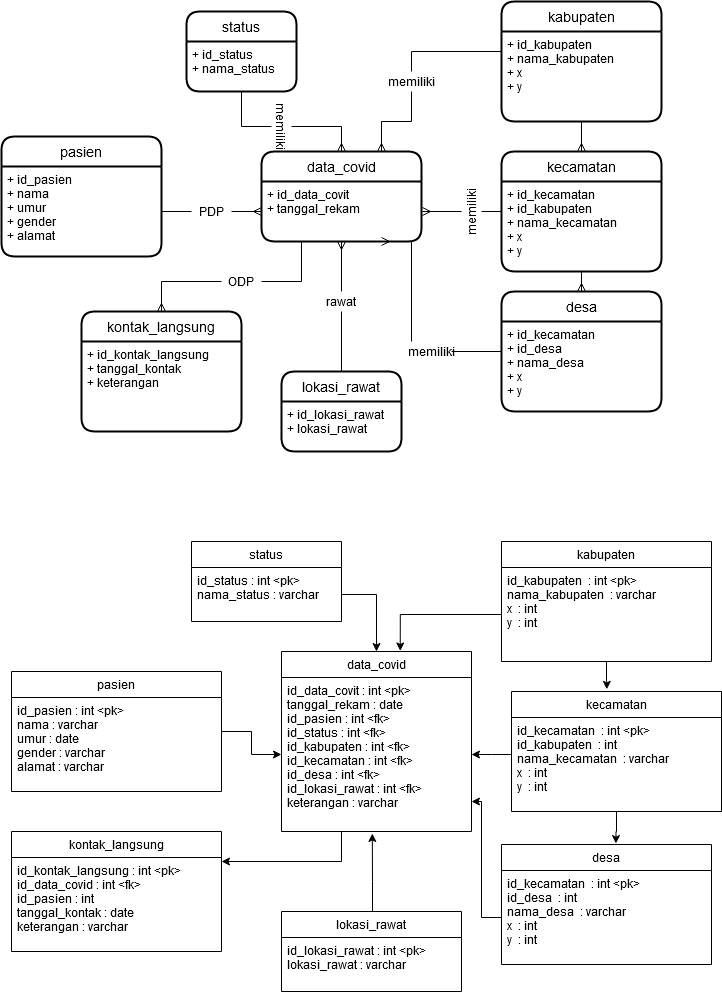 status
+ id_status
+ nama_status
kabupaten
+ id_kabupaten
+ nama_kabupaten
+ x
+ y
memiliki
memiliki
pasien
+ id_pasien
+ nama
+ umur
+ gender
+ alamat
PDP
data_covid
+ id_data_covit
+ tanggal_rekam
memiliki
kecamatan
+ id_kecamatan
+ id_kabupaten
+ nama_kecamatan
+ x
+ y
ODP
rawat
kontak_langsung
+ id_kontak_langsung
+ tanggal_kontak
+ keterangan
memiliki
desa
+ id_kecamatan
+ id_desa
+ nama_desa
+ x
+ y
lokasi_rawat
+ id_lokasi_rawat
+ lokasi_rawat
status
id_status : int <pk>
nama_status : varchar
kabupaten
id_kabupaten : int <pk>
nama_kabupaten : varchar
x : int
y : int
pasien
id_pasien : int <pk>
nama : varchar
umur : date
gender : varchar
alamat : varchar
data_covid
id_data_covit : int <pk>
tanggal_rekam : date
id_pasien : int <fk>
id_status : int <fk>
id_kabupaten : int <fk>
id_kecamatan : int <fk>
id_desa : int <fk>
id_lokasi_rawat : int <fk>
keterangan : varchar
kecamatan
id_kecamatan : int <pk>
id_kabupaten : int
nama_kecamatan : varchar
x : int
y : int
kontak_langsung
id_kontak_langsung : int <pk>
id_data_covid : int <fk>
id_pasien : int
tanggal_kontak : date
keterangan : varchar
desa
id_kecamatan : int <pk>
id_desa : int
nama_desa : varchar
x : int
y : int
lokasi_rawat
id_lokasi_rawat : int <pk>
lokasi_rawat : varchar